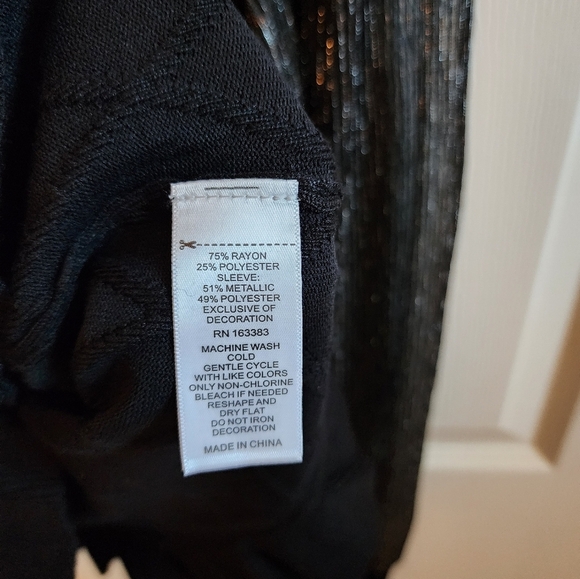 75% RAYON
25% POLYESTER
SLEEVE:
51% METALLIC
49% POLYESTER
EXCLUSIVE OF
DECORATION
RN 163383
MACHINE WASH
COLD
GENTLE CYCLE
WITH LIKE COLORS
ONLY NON-CHLORINE
BLEACH IF NEEDED
RESHAPE AND
DRY FLAT
DO NOT IRON
DECORATION
MADE IN CHINA